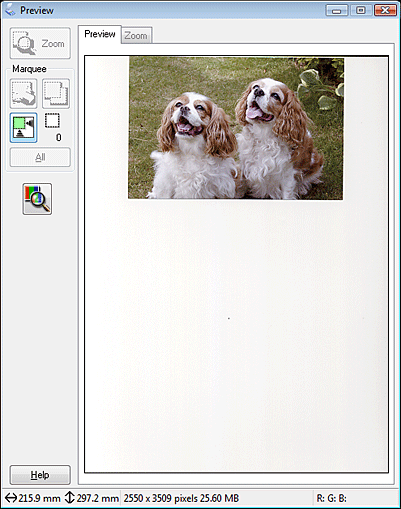 Preview
Preview Zoom
Zoom
Marquee
0
All
Help
215.9 mm 297.2 mm 2550 x 3509 pixels 25.60 MB R: G: B: